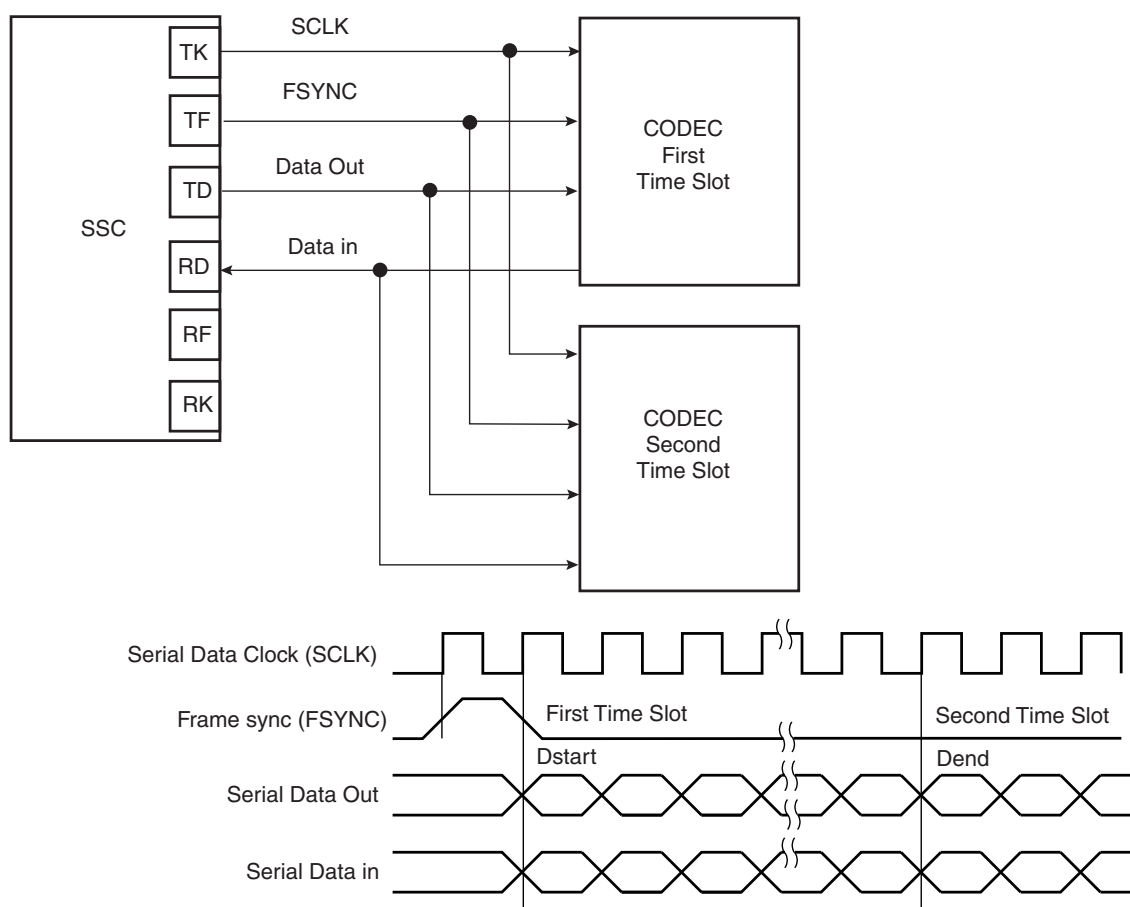 SSC
TK
TF
TD
RD
RF
RK
SCLK
FSYNC
Data Out
Data in
CODEC
First
Time Slot
CODEC
Second
Time Slot
Serial Data Clock (SCLK)
Frame sync (FSYNC)
First Time Slot
Second Time Slot
Dstart
Dend
Serial Data Out
Serial Data in